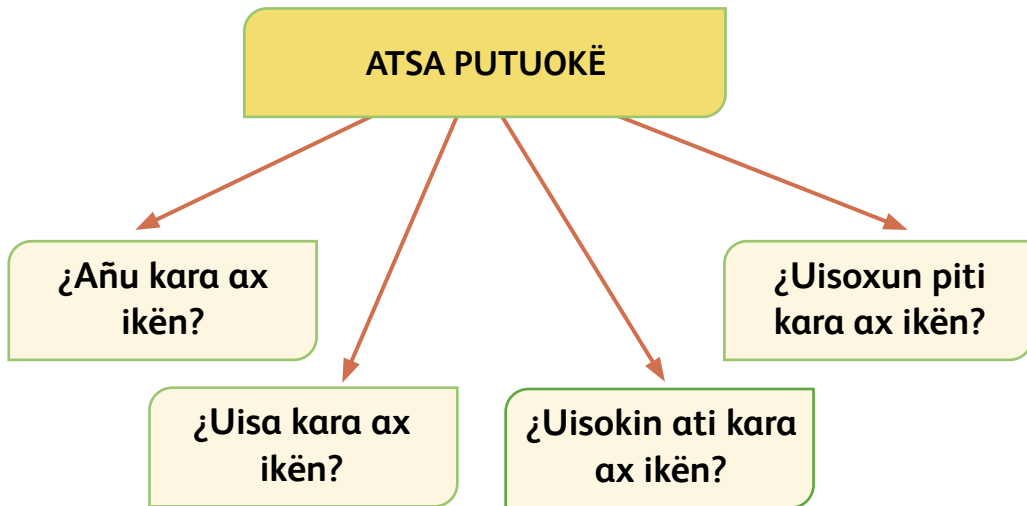 ATSA PUTUOKË
¿Añu kara ax
ikën?
¿Uisa kara ax
ikën?
¿Uisokin ati kara
ax ikën?
¿Uisoxun piti
kara ax ikën?